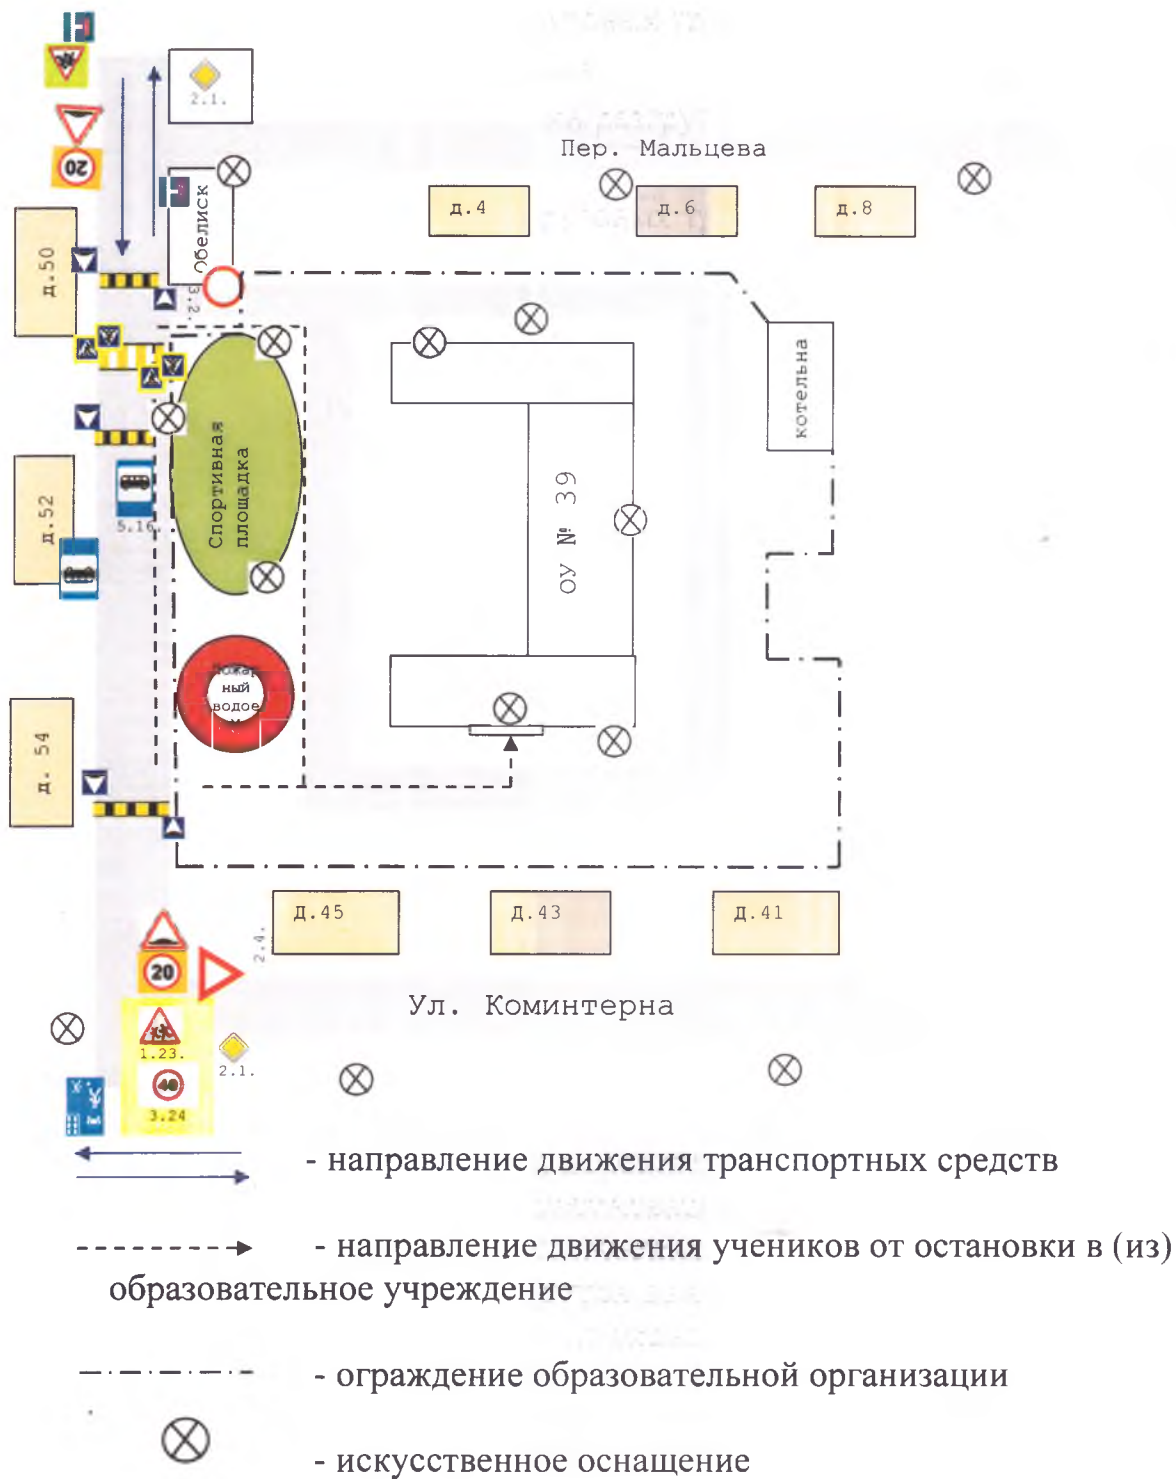 2.1.
Пер. Мальцева
20
Обелиск
д.4
д.6
д.8
д.50
3.2.
котельна
Спортивная
площадка
ОУ № 39
5.16.
д.52
Пожар
ный
водое
м
д. 54
Д.45
Д.43
Д.41
2.4.
20
Ул. Коминтерна
1.23.
2.1.
40
3.24
- направление движения транспортных средств
- направление движения учеников от остановки в (из)
образовательное учреждение
- ограждение образовательной организации
- искусственное оснащение